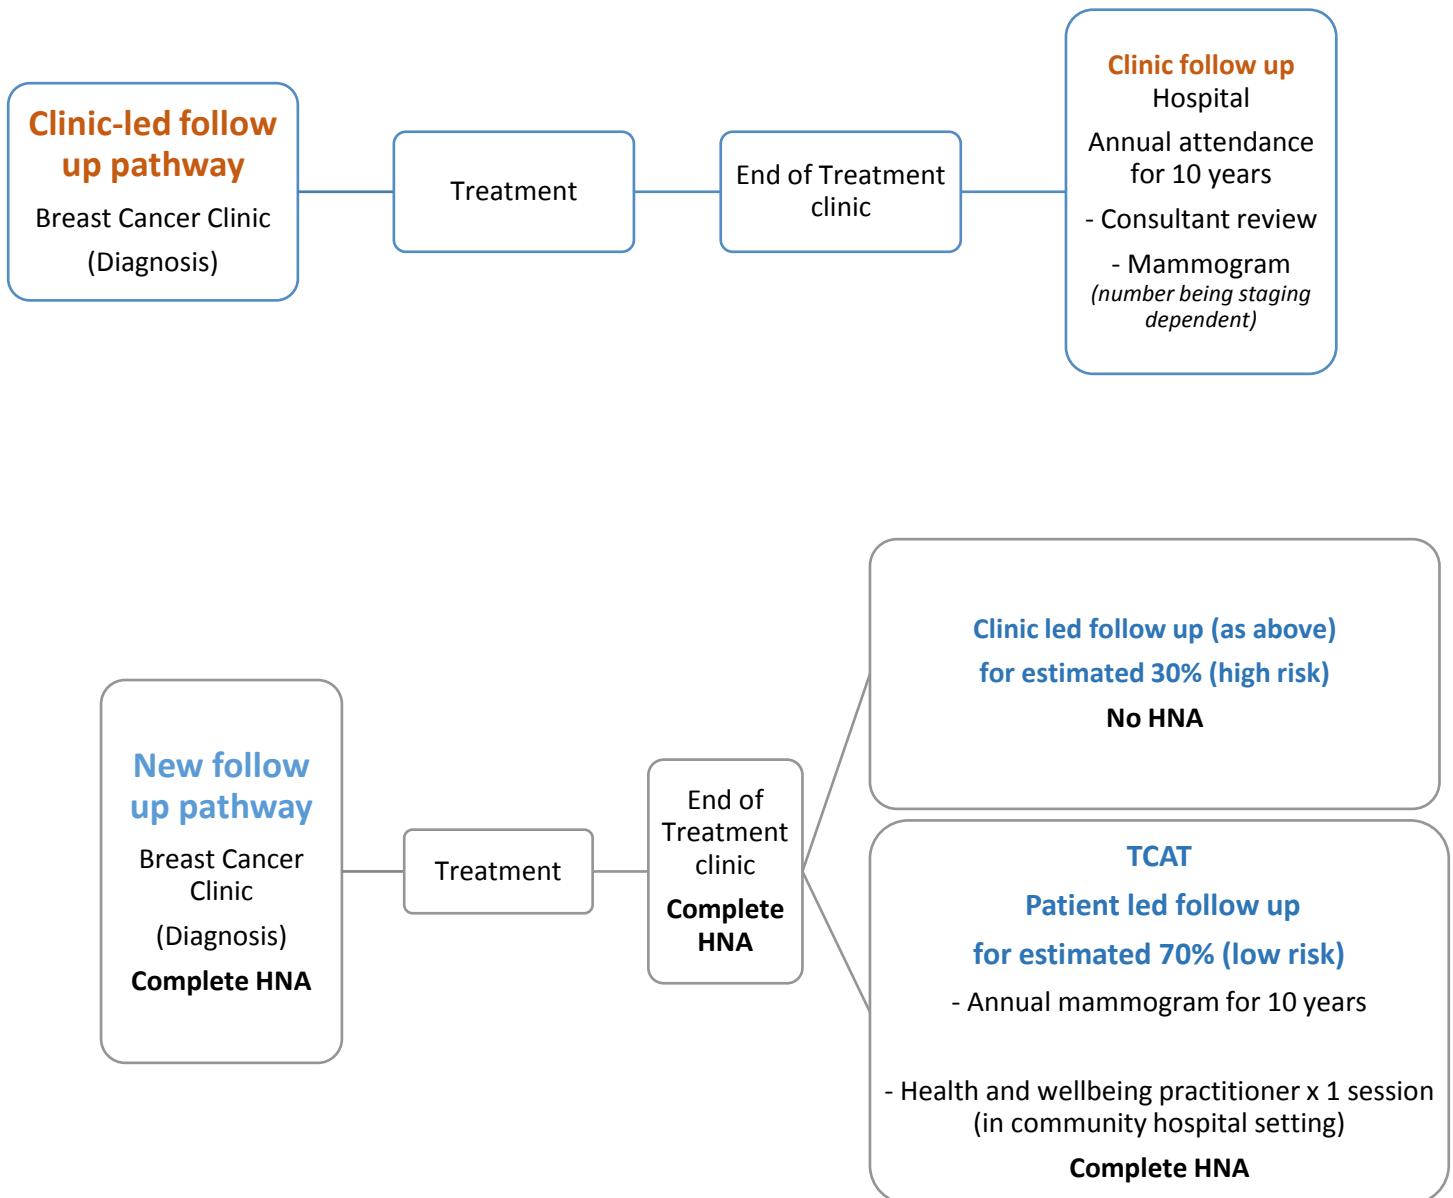 Clinic-led follow
up pathway
Breast Cancer Clinic
(Diagnosis)
Treatment
End of Treatment
clinic
Clinic follow up
Hospital
Annual attendance
for 10 years
- Consultant review
- Mammogram
(number being staging
dependent)
New follow
up pathway
Breast Cancer
Clinic
(Diagnosis)
Complete HNA
Treatment
End of
Treatment
clinic
Complete
HNA
Clinic led follow up (as above)
for estimated 30% (high risk)
No HNA
TCAT
Patient led follow up
for estimated 70% (low risk)
- Annual mammogram for 10 years
- Health and wellbeing practitioner x 1 session
(in community hospital setting)
Complete HNA